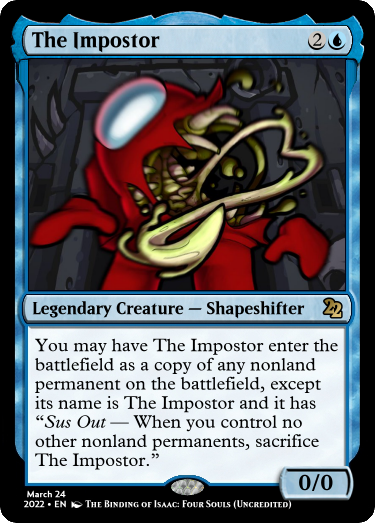 The Impostor 2
Legendary Creature — Shapeshifter 22
You may have The Impostor enter the
battlefield as a copy of any nonland
permanent on the battlefield, except
its name is The Impostor and it has
“Sus Out — When you control no
other nonland permanents, sacrifice
The Impostor.”
0/0
March 24
2022 • EN The Binding of Isaac: Four Souls (Uncredited)